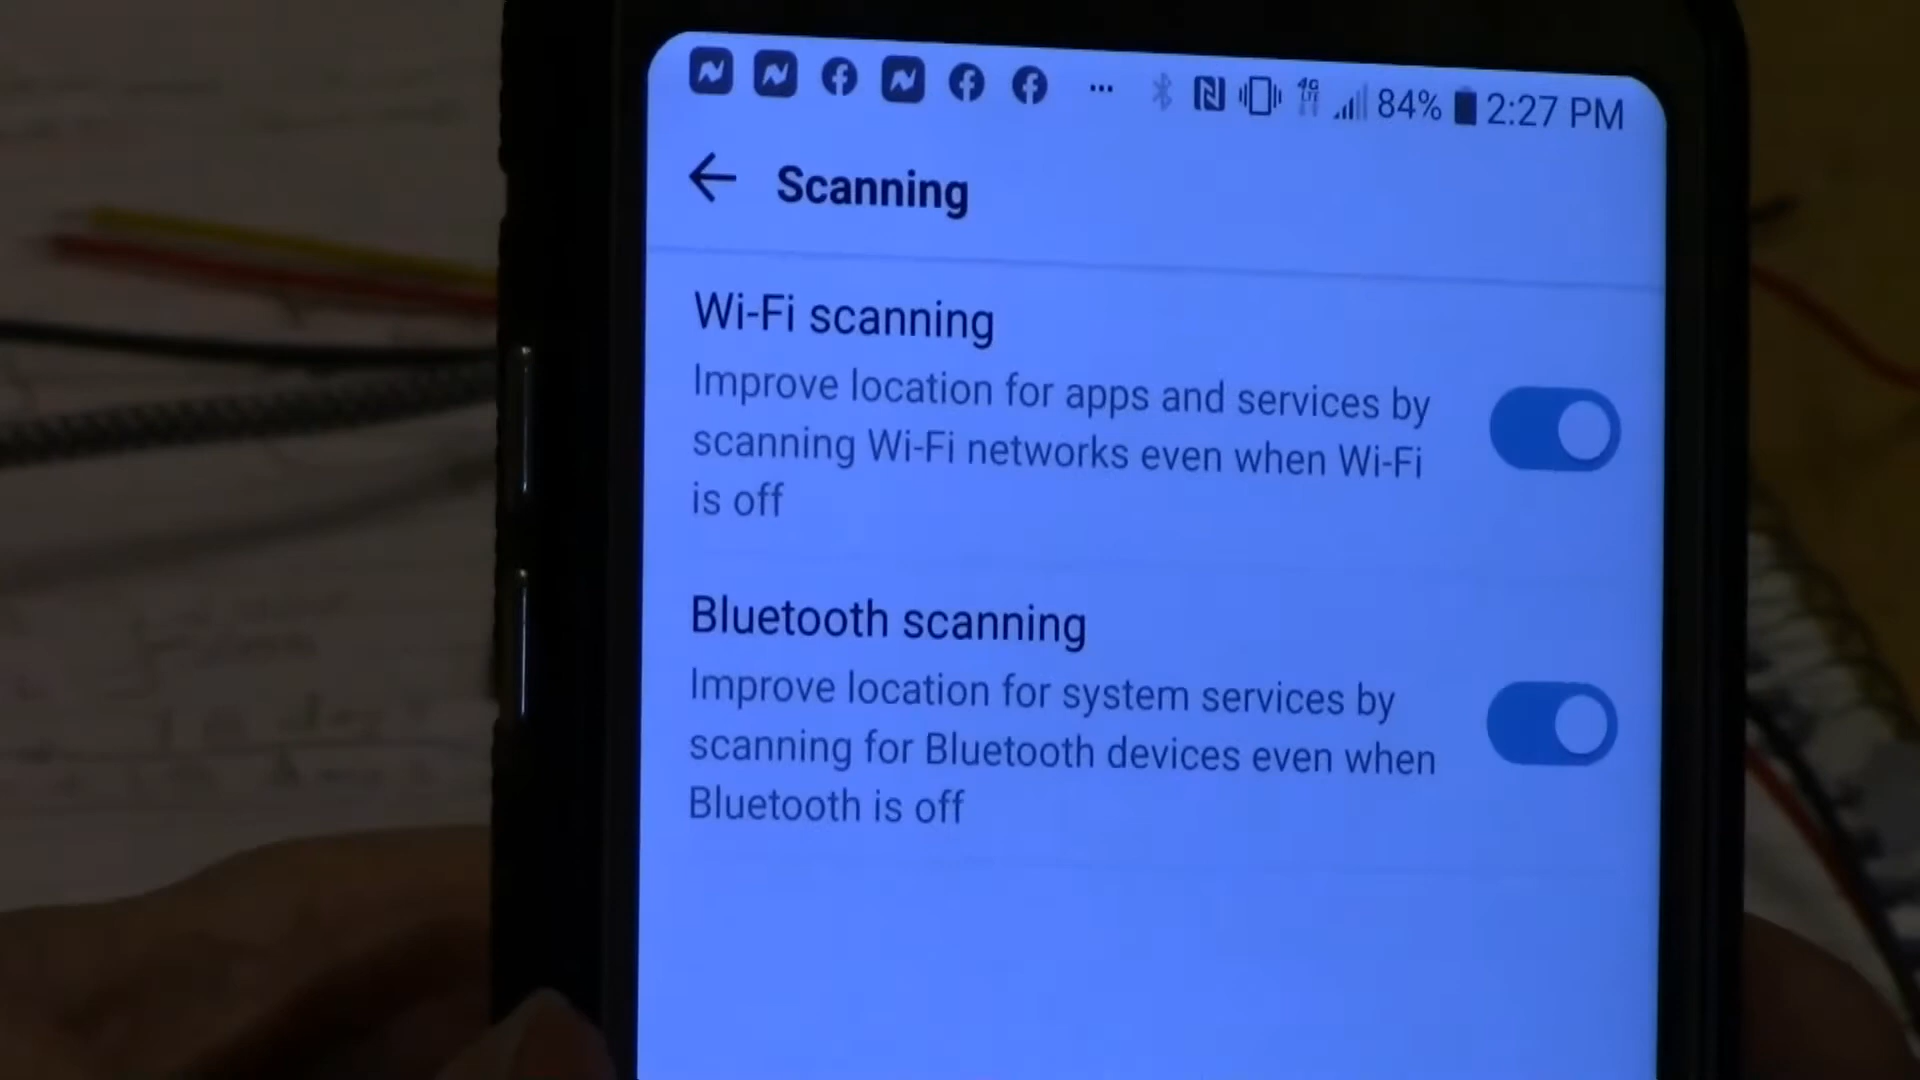 ... 4G LTE 84% 2:27 PM
Scanning
Wi-Fi scanning
Improve location for apps and services by
scanning Wi-Fi networks even when Wi-Fi
is off
Bluetooth scanning
Improve location for system services by
scanning for Bluetooth devices even when
Bluetooth is off